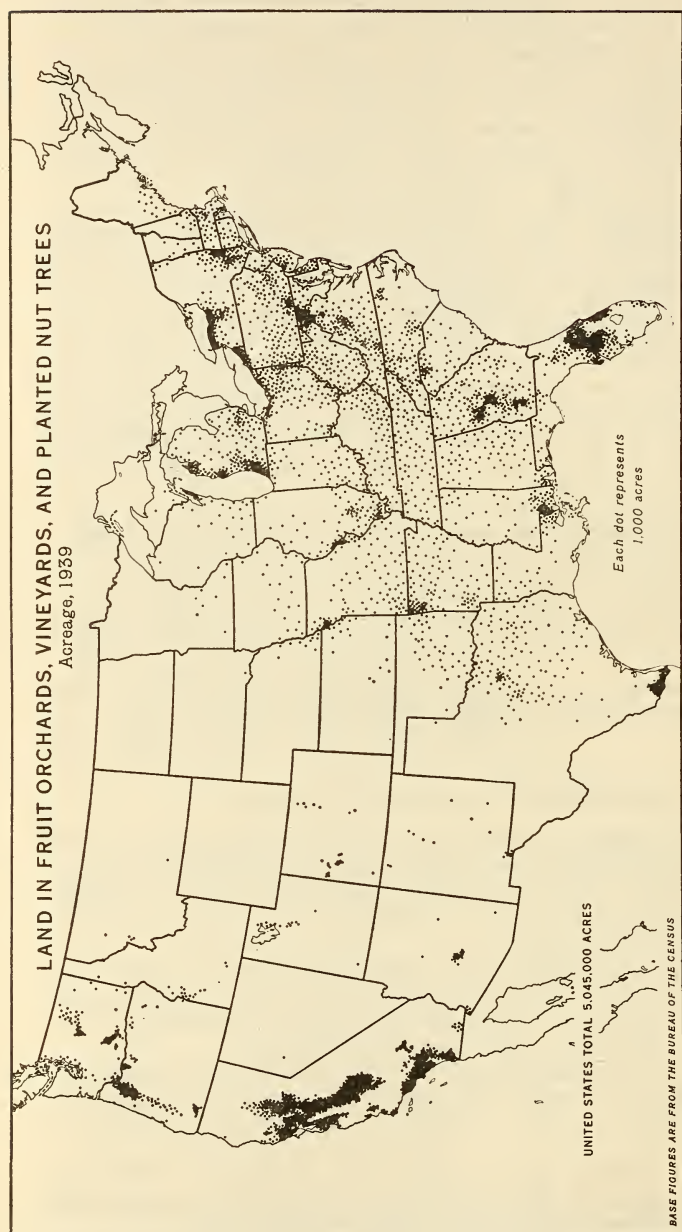 LAND IN FRUIT ORCHARDS, VINEYARDS, AND PLANTED NUT TREES
Acreage, 1939
Each dot represents
1,000 acres
UNITED STATES TOTAL 5,045,000 ACRES
BASE FIGURES ARE FROM THE BUREAU OF THE CENSUS